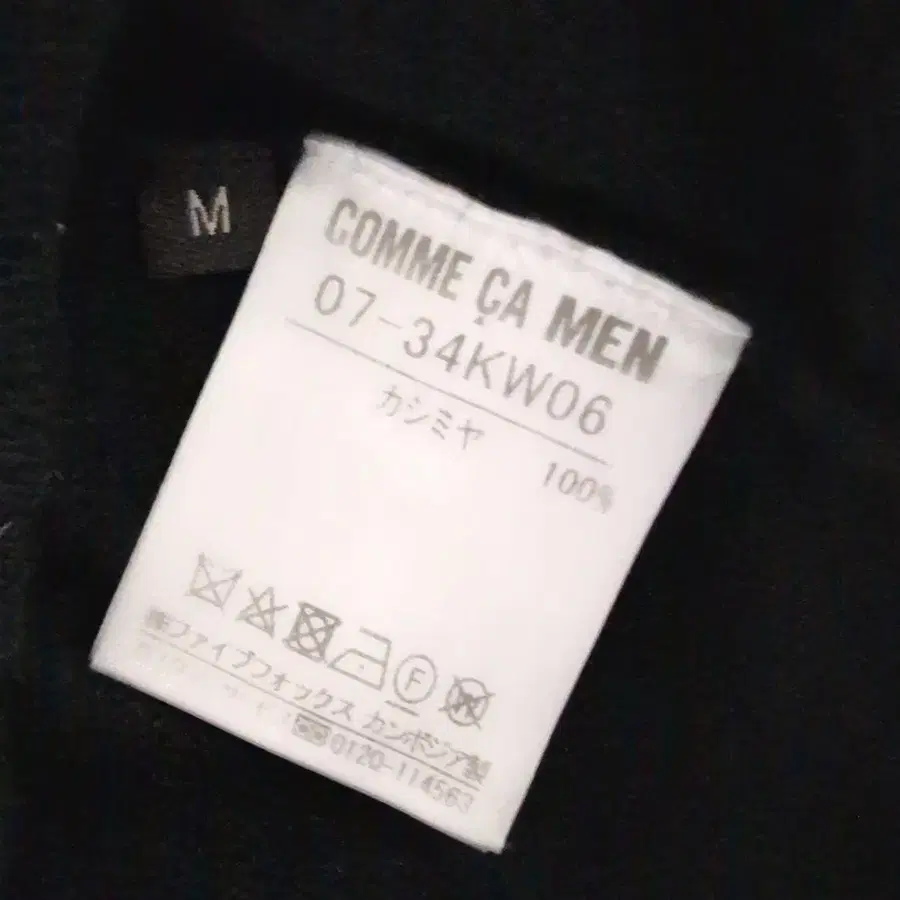 M
COMME ÇA MEN
07-34KW06
カシミヤ
100%
F
W
㈱ファイブフォックス カンボジア製
0120-114563